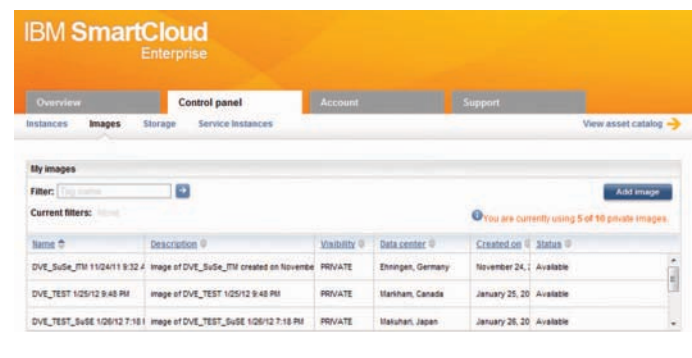 IBM SmartCloud
Enterprise
Overview Control panel Account Support
Instances Images Storage Service Instances View asset catalog
My images
Filter: Tag name
Add image
Current filters: None
You are currently using 5 of 10 private images.
Name Description Visibility Data center Created on Status
DVE_SuSe_ITM 11/24/11 9:32 A Image of DVE_SuSe_ITM created on Novembe PRIVATE Ehningen, Germany November 24, Available
DVE_TEST 1/25/12 9:48 PM image of DVE_TEST 1/25/12 9:48 PM PRIVATE Markham, Canada January 25, 20 Available
DVE_TEST_SuSE 1/26/12 7:18 image of DVE_TEST_SuSE 1/26/12 7:18 PM PRIVATE Makuhari, Japan January 26, 20 Available